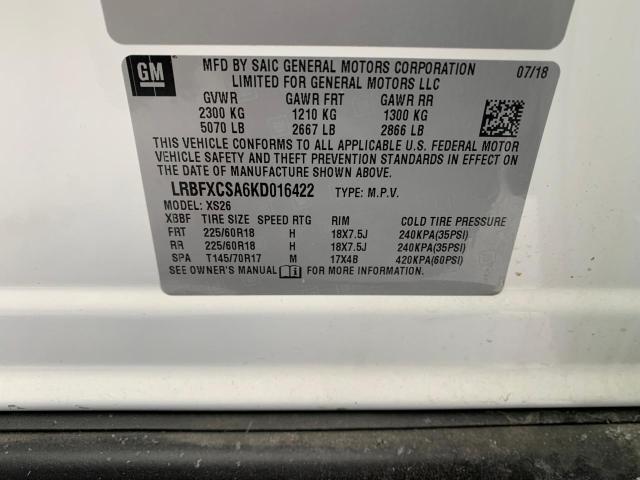 GM
MFD BY SAIC GENERAL MOTORS CORPORATION 07/18
LIMITED FOR GENERAL MOTORS LLC
GVWR GAWR FRT GAWR RR
2300 KG 1210 KG 1300 KG
5070 LB 2667 LB 2866 LB
THIS VEHICLE CONFORMS TO ALL APPLICABLE U.S. FEDERAL MOTOR
VEHICLE SAFETY AND THEFT PREVENTION STANDARDS IN EFFECT ON
THE DATE OF MANUFACTURE SHOWN ABOVE.
LRBFXCSA6KD016422 TYPE: M.P.V.
MODEL: XS26
XBBF TIRE SIZE SPEED RTG RIM COLD TIRE PRESSURE
FRT 225/60R18 H 18X7.5J 240KPA(35PSI)
RR 225/60R18 H 18X7.5J 240KPA(35PSI)
SPA T145/70R17 M 17X4B 420KPA(60PSI)
SEE OWNER'S MANUAL FOR MORE INFORMATION